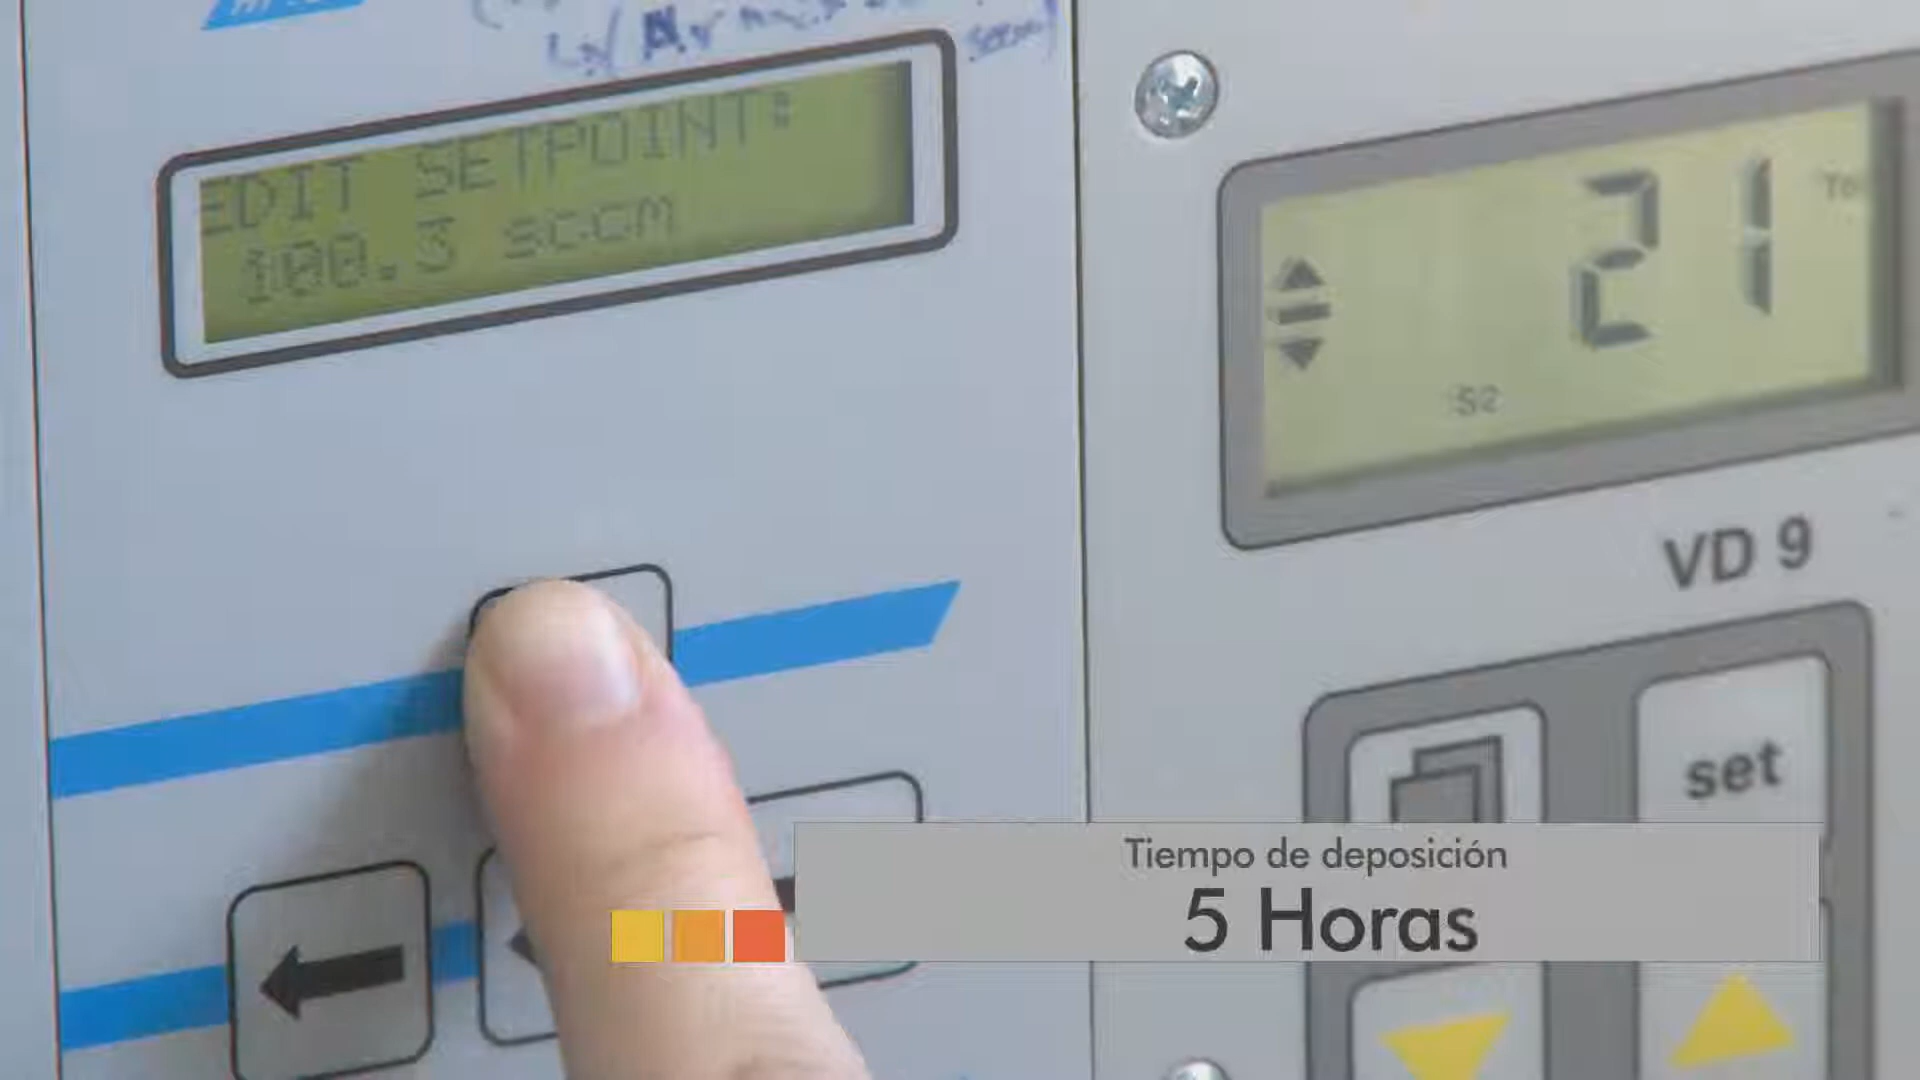 EDIT SETPOINT:
100.3 sccm
21
S2
VD 9
set
Tiempo de deposición
5 Horas